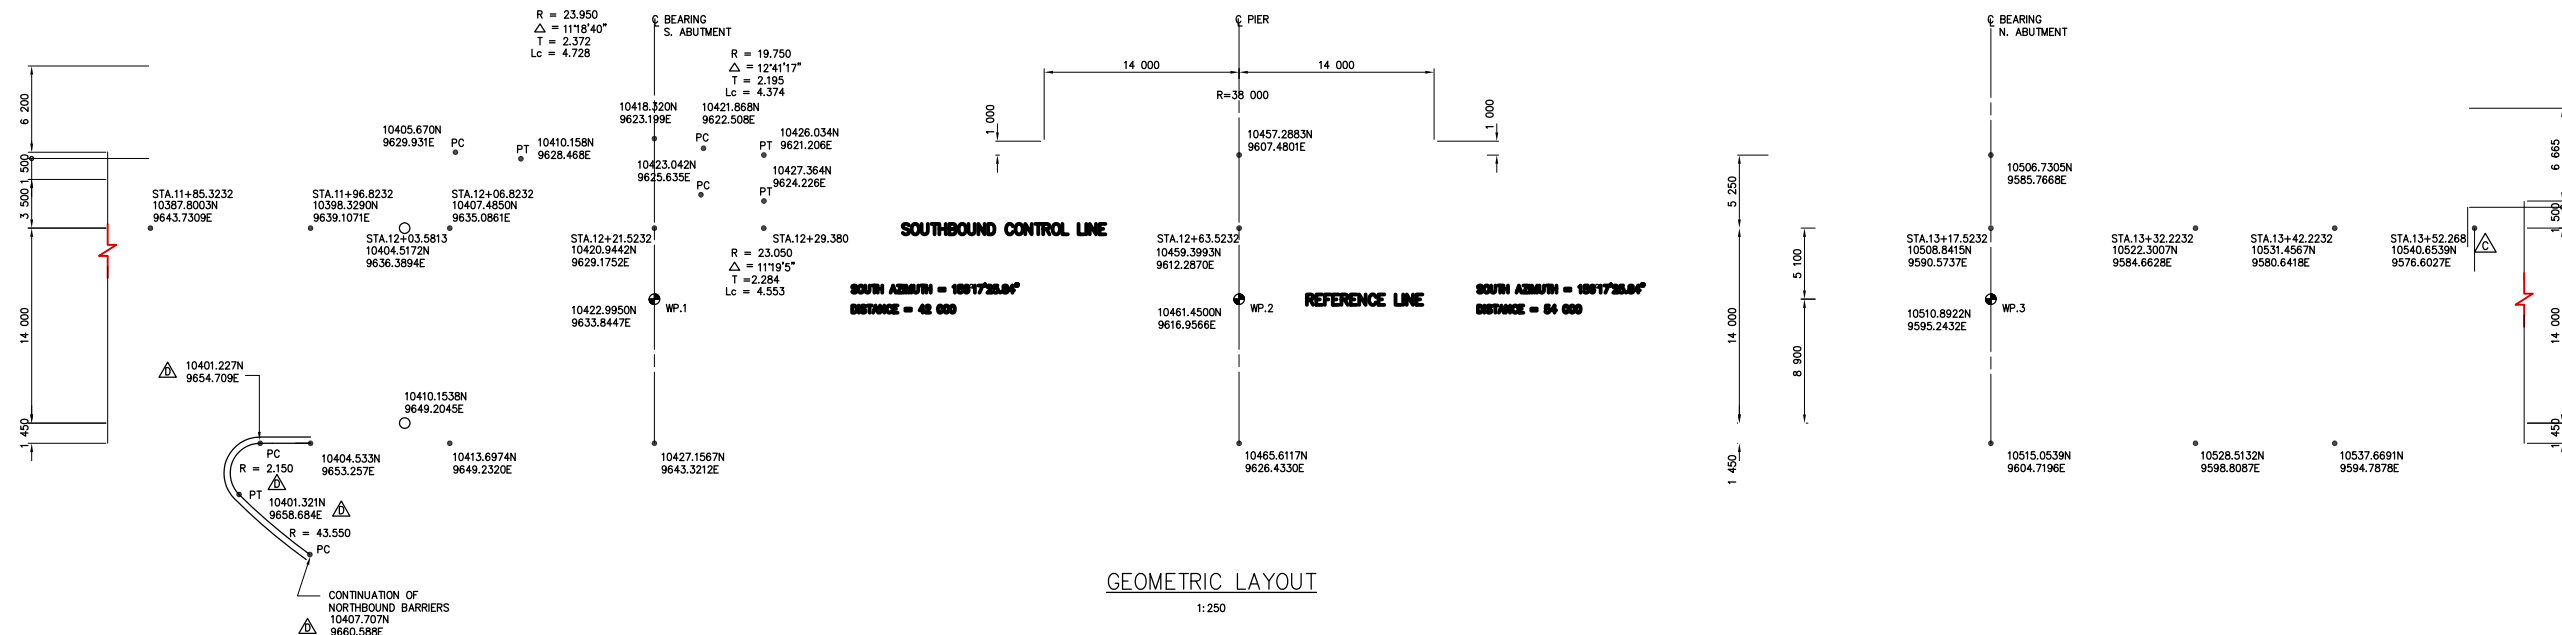 R = 23.950
△ = 11°18'40"
T = 2.372
Lc = 4.728
℄ BEARING
S. ABUTMENT
R = 19.750
△ = 12°41'17"
T = 2.195
Lc = 4.374
℄ PIER
14 000
14 000
R=38 000
1 000
1 000
℄ BEARING
N. ABUTMENT
6 200
1 500
3 500
14 000
1 450
10405.670N
9629.931E
PC
PT
10410.158N
9628.468E
10418.320N
9623.199E
10421.868N
9622.508E
PC
PT
10426.034N
9621.206E
10423.042N
9625.635E
PC
10427.364N
9624.226E
PT
10457.2883N
9607.4801E
10506.7305N
9585.7668E
STA.11+85.3232
10387.8003N
9643.7309E
STA.11+96.8232
10398.3290N
9639.1071E
STA.12+06.8232
10407.4850N
9635.0861E
STA.12+03.5813
10404.5172N
9636.3894E
STA.12+21.5232
10420.9442N
9629.1752E
STA.12+29.380
R = 23.050
△ = 11°19'5"
T =2.284
Lc = 4.553
SOUTHBOUND CONTROL LINE
STA.12+63.5232
10459.3993N
9612.2870E
STA.13+17.5232
10508.8415N
9590.5737E
STA.13+32.2232
10522.3007N
9584.6628E
STA.13+42.2232
10531.4567N
9580.6418E
STA.13+52.268
10540.6539N
9576.6027E
C
10422.9950N
9633.8447E
WP.1
SOUTH AZIMUTH =
DISTANCE = 42 000
10461.4500N
9616.9566E
WP.2
REFERENCE LINE
SOUTH AZIMUTH =
DISTANCE = 54 000
5 250
14 000
1 450
5 100
8 900
10510.8922N
9595.2432E
WP.3
6 665
1 500
14 000
1 450
D
10401.227N
9654.709E
10410.1538N
9649.2045E
PC
R = 2.150
D
PT
10401.321N
9658.684E
D
R = 43.550
PC
10404.533N
9653.257E
10413.6974N
9649.2320E
10427.1567N
9643.3212E
10465.6117N
9626.4330E
10515.0539N
9604.7196E
10528.5132N
9598.8087E
10537.6691N
9594.7878E
CONTINUATION OF
NORTHBOUND BARRIERS
D
10407.707N
9660.588E
GEOMETRIC LAYOUT
1:250